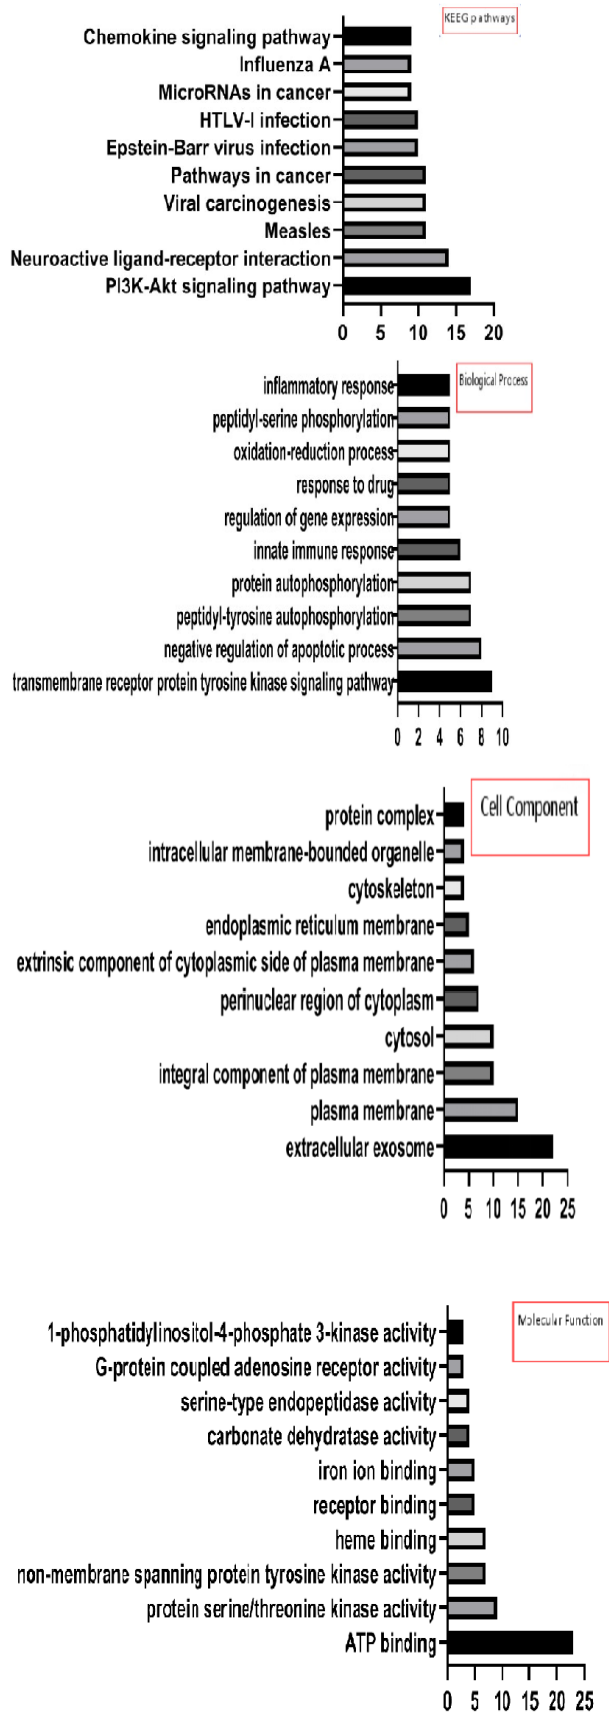 KEEG pathways
Chemokine signaling pathway
Influenza A
MicroRNAs in cancer
HTLV-I infection
Epstein-Barr virus infection
Pathways in cancer
Viral carcinogenesis
Measles
Neuroactive ligand-receptor interaction
PI3K-Akt signaling pathway
0 5 10 15 20
Biological Process
inflammatory response
peptidyl-serine phosphorylation
oxidation-reduction process
response to drug
regulation of gene expression
innate immune response
protein autophosphorylation
peptidyl-tyrosine autophosphorylation
negative regulation of apoptotic process
transmembrane receptor protein tyrosine kinase signaling pathway
0 2 4 6 8 10
Cell Component
protein complex
intracellular membrane-bounded organelle
cytoskeleton
endoplasmic reticulum membrane
extrinsic component of cytoplasmic side of plasma membrane
perinuclear region of cytoplasm
cytosol
integral component of plasma membrane
plasma membrane
extracellular exosome
0 5 10 15 20 25
Molecular Function
1-phosphatidylinositol-4-phosphate 3-kinase activity
G-protein coupled adenosine receptor activity
serine-type endopeptidase activity
carbonate dehydratase activity
iron ion binding
receptor binding
heme binding
non-membrane spanning protein tyrosine kinase activity
protein serine/threonine kinase activity
ATP binding
0 5 10 15 20 25